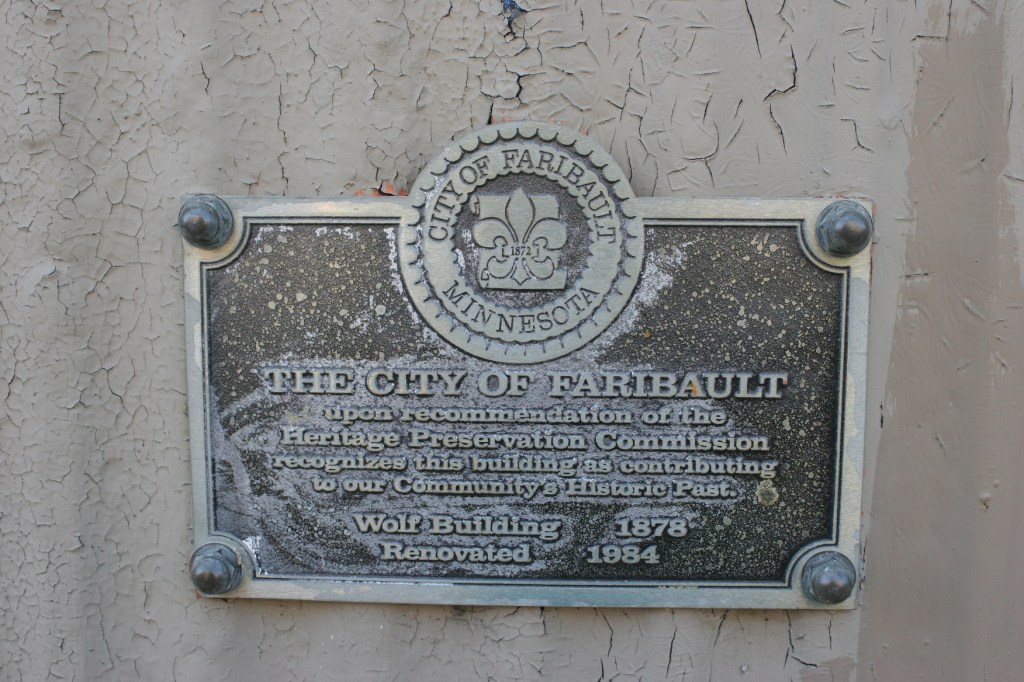 CITY OF FARIBAULT
1872
MINNESOTA
THE CITY OF FARIBAULT
upon recommendation of the
Heritage Preservation Commission
recognizes this building as contributing
to our Community's Historic Past.
Wolf Building 1878
Renovated 1984